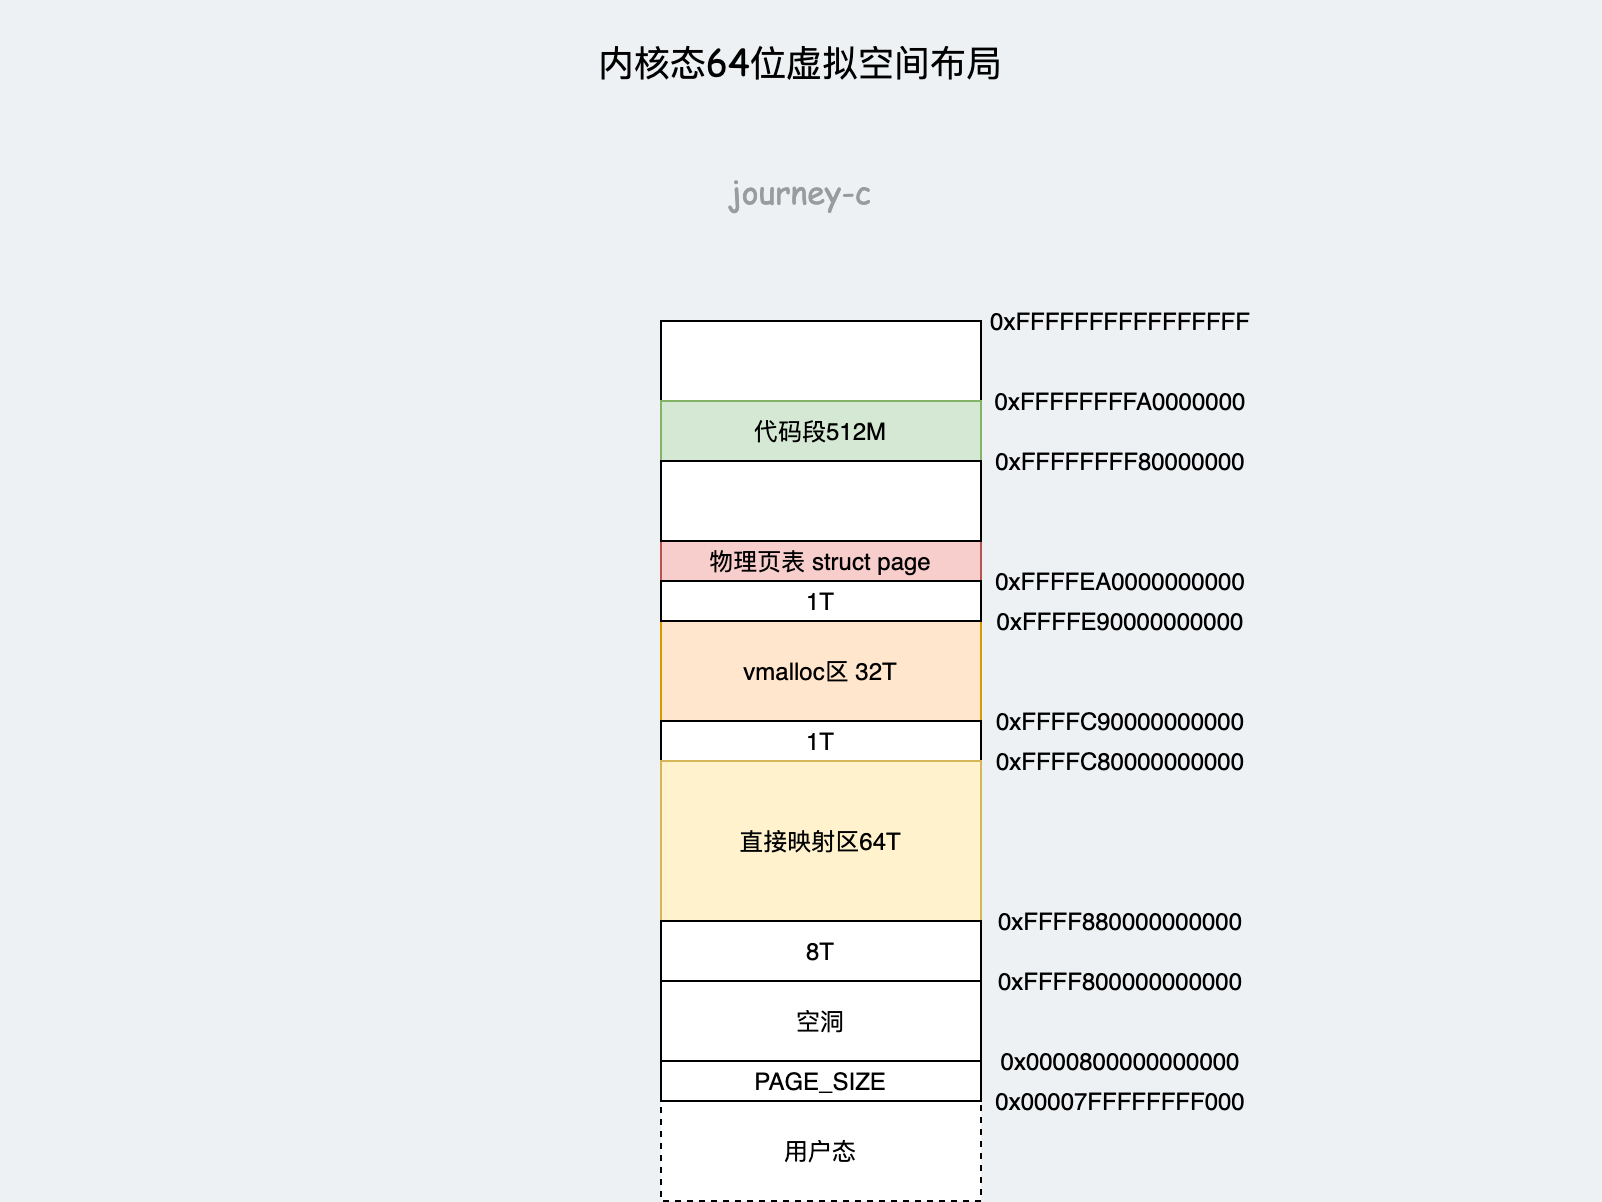 内核态64位虚拟空间布局
journey-c
0xFFFFFFFFFFFFFFFF
0xFFFFFFFFA0000000
代码段512M
0xFFFFFFFF80000000
物理页表 struct page
0xFFFFEA0000000000
1T
0xFFFFE90000000000
vmalloc区 32T
0xFFFFC90000000000
1T
0xFFFFC80000000000
直接映射区64T
0xFFFF880000000000
8T
0xFFFF800000000000
空洞
0x0000800000000000
PAGE_SIZE
0x00007FFFFFFFF000
用户态